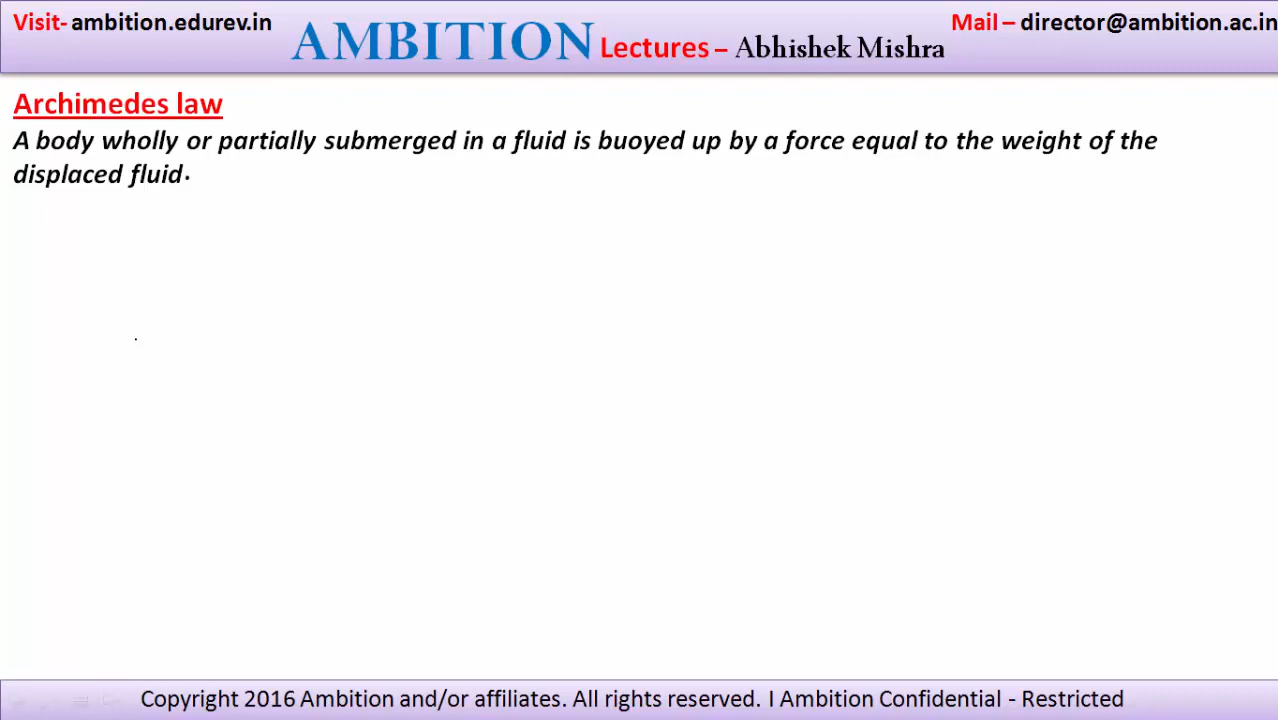 Visit- ambition.edurev.in
AMBITION Lectures – Abhishek Mishra
Mail – director@ambition.ac.in
Archimedes law
A body wholly or partially submerged in a fluid is buoyed up by a force equal to the weight of the
displaced fluid.
Copyright 2016 Ambition and/or affiliates. All rights reserved. I Ambition Confidential - Restricted